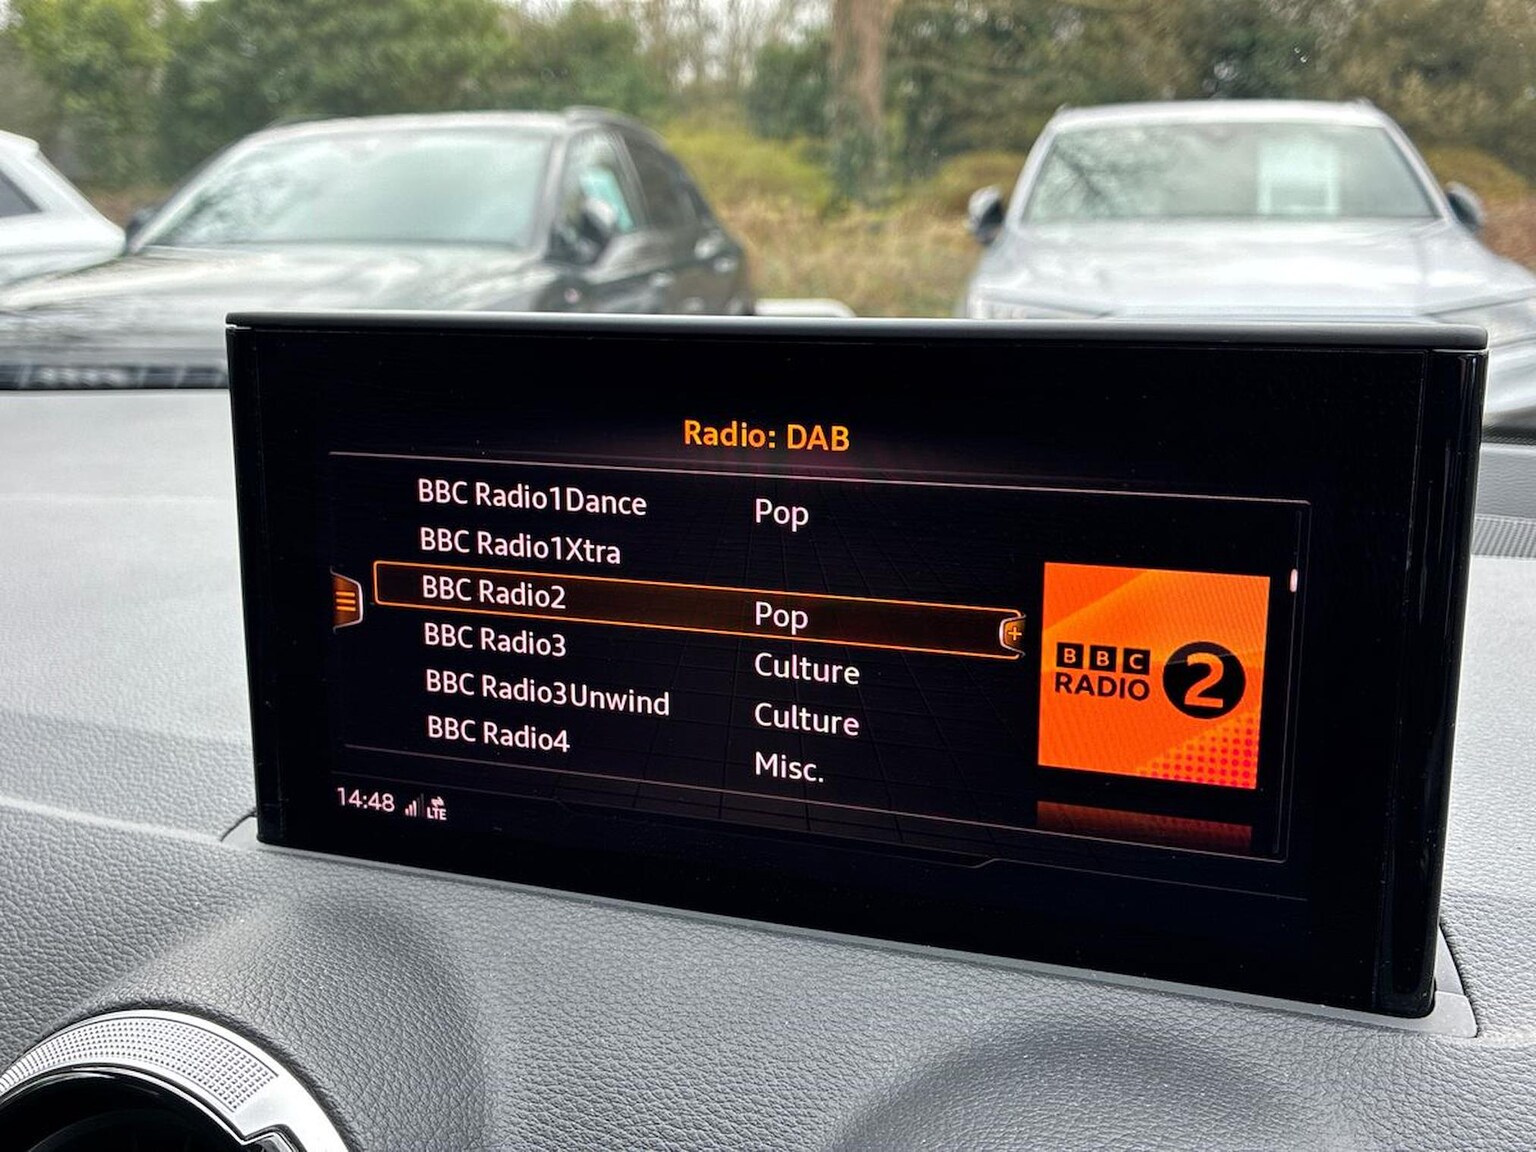 Radio: DAB
BBC Radio1Dance Pop
BBC Radio1Xtra
BBC Radio2 Pop
BBC Radio3 Culture
BBC Radio3Unwind Culture
BBC Radio4 Misc.
BBC
RADIO 2
14:48 LTE